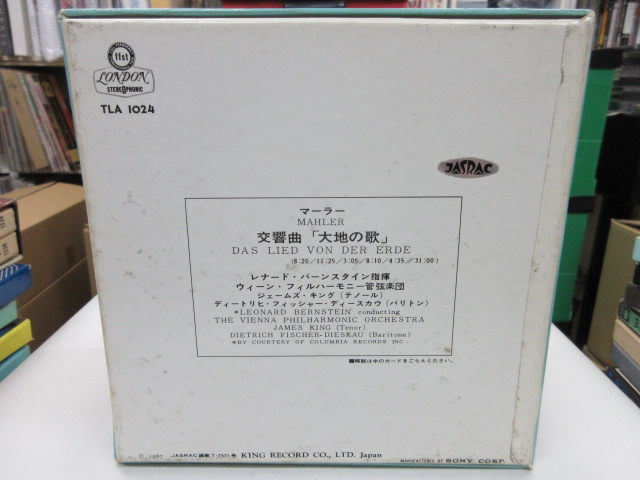 ffst
LONDON
STEREOPHONIC
TLA 1024
JASRAC
マーラー
MAHLER
交響曲「大地の歌」
DAS LIED VON DER ERDE
(8:20/11:25/3:05/8:10/4:35//31:00)
レナード・バーンスタイン指揮
ウィーン・フィルハーモニー管弦楽団
ジェームズ・キング(テノール)
ディートリヒ・フィッシャー・ディースカウ(バリトン)
*LEONARD BERNSTEIN conducting
THE VIENNA PHILHARMONIC ORCHESTRA
JAMES KING (Tenor)
DIETRICH FISCHER-DIESKAU (Baritone)
*BY COURTESY OF COLUMBIA RECORDS INC.
■解説は中のカードをごらんください。
© 1967 JASRAC 録 T-7071 号 KING RECORD CO., LTD. Japan
MANUFACTURED BY SONY CORP.